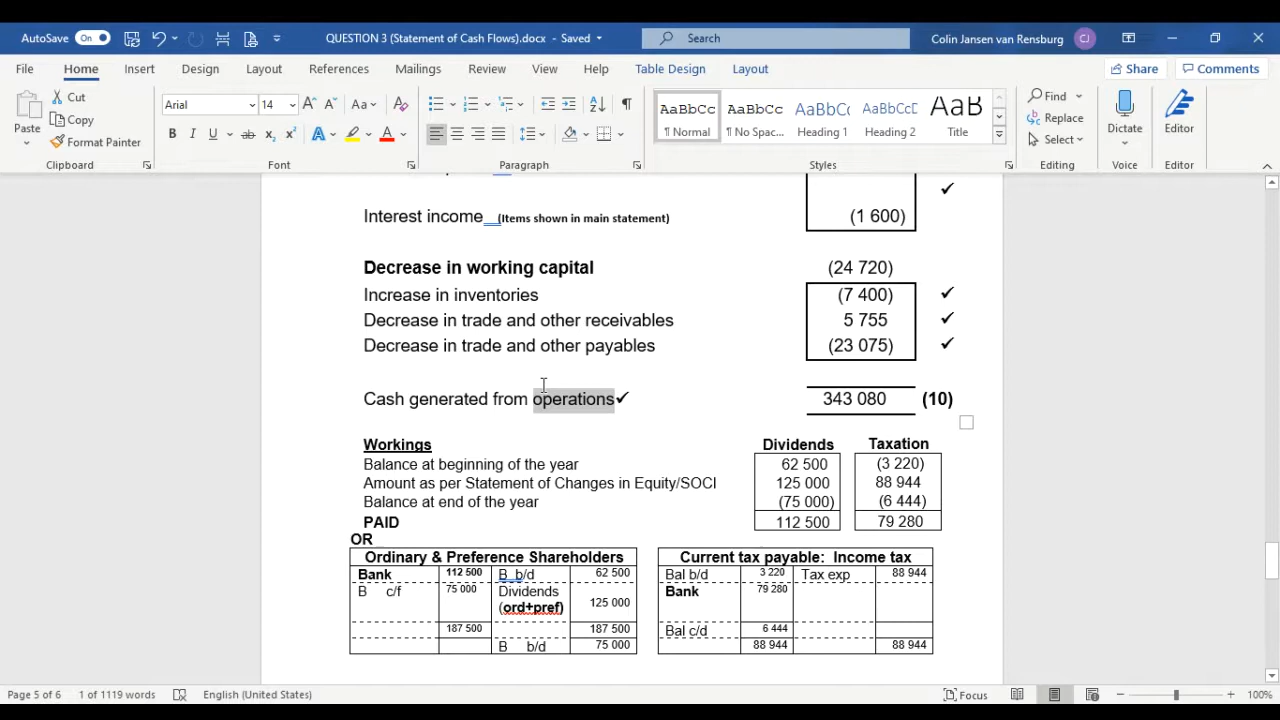 AutoSave On QUESTION 3 (Statement of Cash Flows).docx - Saved Search Colin Jansen van Rensburg CJ
File Home Insert Draw Design Layout References Mailings Review View Help Table Design Layout Share Comments
Paste Cut Copy Format Painter
Arial 14 Aa
B I U ab x₂ x² A A
AaBbCc AaBbCc AaBbC AaBbCcD AaB
¶ Normal ¶ No Spac... Heading 1 Heading 2 Title
Find Replace Select Dictate Editor
Clipboard Font Paragraph Styles Editing Voice Editor
✓
Interest income (Items shown in main statement) (1 600)
Decrease in working capital (24 720)
Increase in inventories (7 400) ✓
Decrease in trade and other receivables 5 755 ✓
Decrease in trade and other payables (23 075) ✓
Cash generated from operations✓ 343 080 (10)
Workings Dividends Taxation
Balance at beginning of the year 62 500 (3 220)
Amount as per Statement of Changes in Equity/SOCI 125 000 88 944
Balance at end of the year (75 000) (6 444)
PAID 112 500 79 280
OR
Ordinary & Preference Shareholders Current tax payable: Income tax
Bank 112 500 B b/d 62 500 Bal b/d 3 220 Tax exp 88 944
B c/f 75 000 Dividends (ord+pref) 125 000 Bank 79 280
187 500 187 500 Bal c/d 6 444
B b/d 75 000 88 944 88 944
Page 5 of 6 1 of 1119 words English (United States) Focus 100%